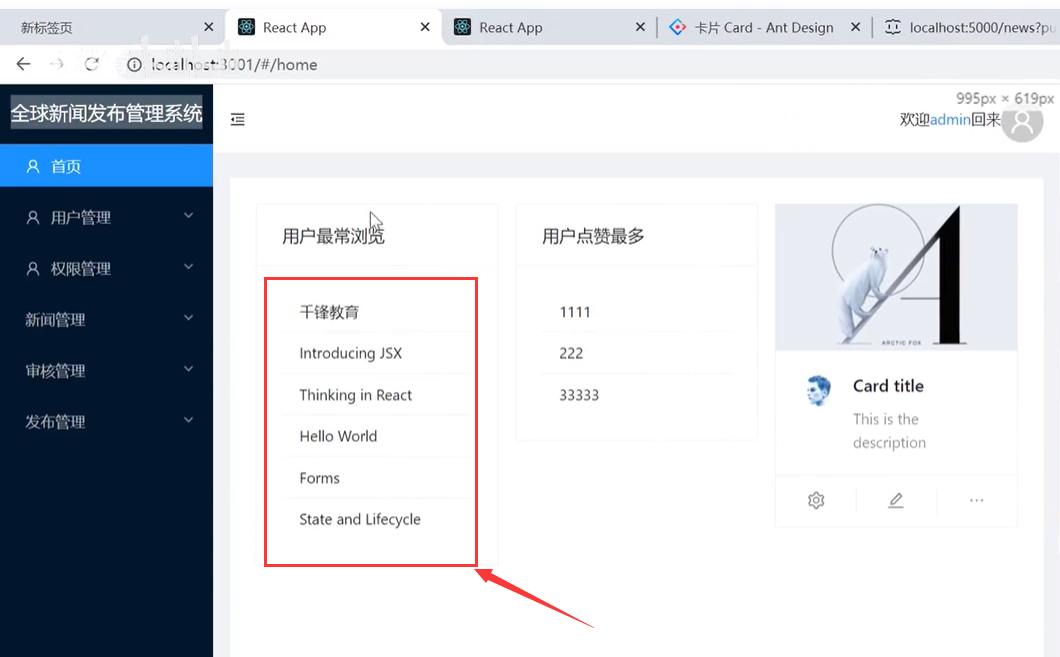 新标签页
React App
React App
卡片 Card - Ant Design
localhost:5000/news?pu
localhost:3001/#/home
995px × 619px
全球新闻发布管理系统
欢迎admin回来
首页
用户管理
权限管理
新闻管理
审核管理
发布管理
用户最常浏览
千锋教育
Introducing JSX
Thinking in React
Hello World
Forms
State and Lifecycle
用户点赞最多
1111
222
33333
ARCTIC FOX
Card title
This is the
description